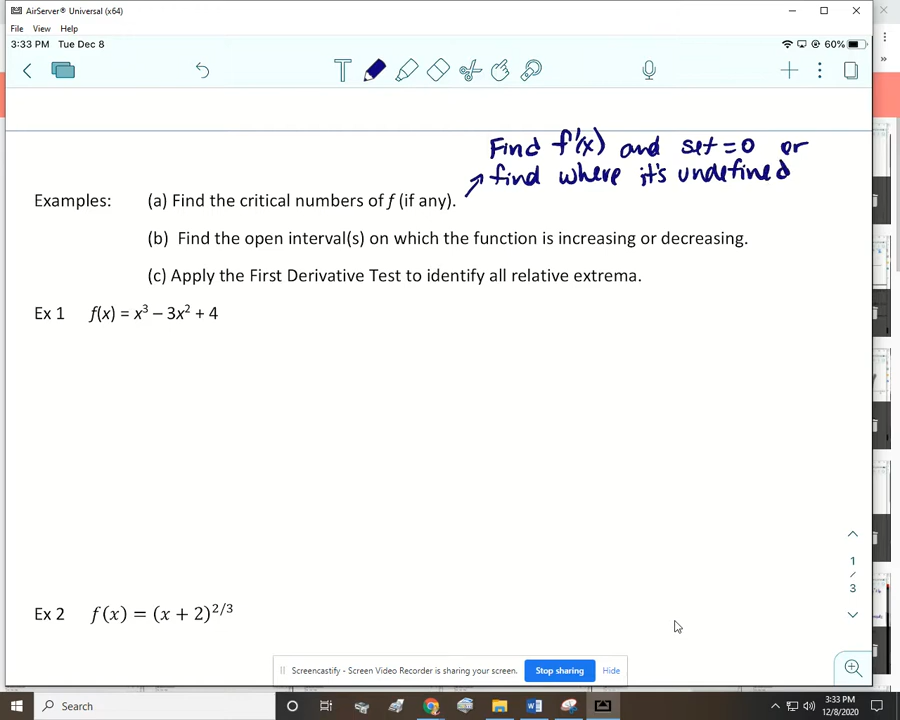 AirServer® Universal (x64)
File View Help
3:33 PM Tue Dec 8
60%
T
Find f'(x) and set = 0 or
find where it's undefined
Examples: (a) Find the critical numbers of f (if any).
(b) Find the open interval(s) on which the function is increasing or decreasing.
(c) Apply the First Derivative Test to identify all relative extrema.
Ex 1 f(x) = x³ – 3x² + 4
1
/
3
Ex 2 f(x) = (x + 2)^{2/3}
Screencastify - Screen Video Recorder is sharing your screen. Stop sharing Hide
Search
3:33 PM
12/8/2020